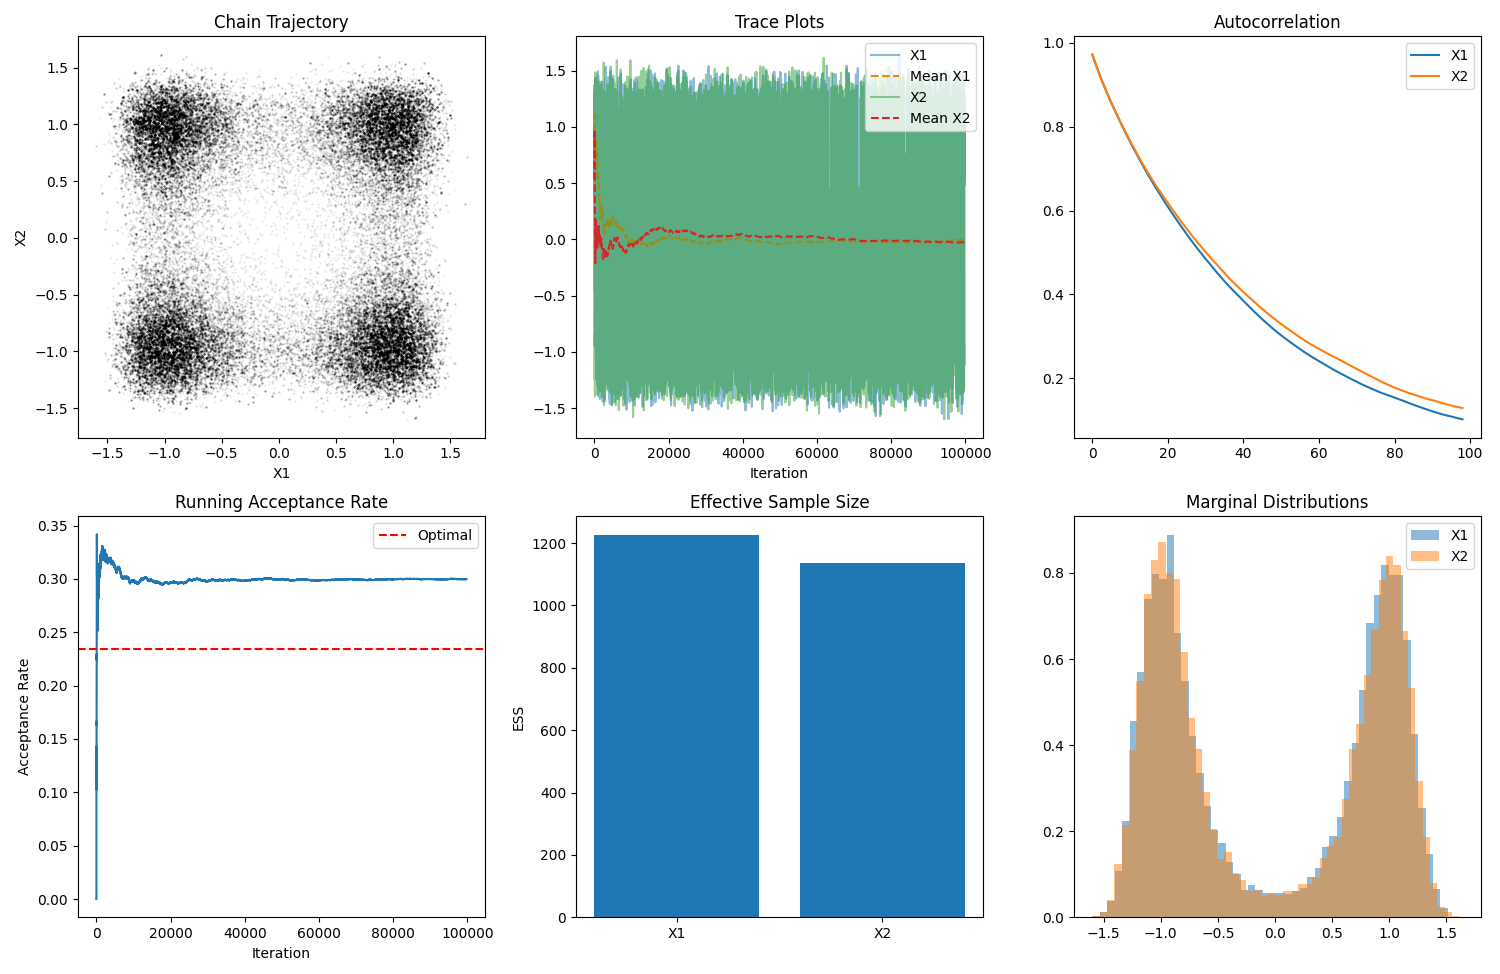 Chain Trajectory
1.5
1.0
0.5
0.0
−0.5
−1.0
−1.5
X2
−1.5 −1.0 −0.5 0.0 0.5 1.0 1.5
X1
Trace Plots
1.5
1.0
0.5
0.0
−0.5
−1.0
−1.5
X1
Mean X1
X2
Mean X2
0 20000 40000 60000 80000 100000
Iteration
Autocorrelation
1.0
0.8
0.6
0.4
0.2
X1
X2
0 20 40 60 80 100
Running Acceptance Rate
0.35
0.30
0.25
0.20
0.15
0.10
0.05
0.00
Acceptance Rate
Optimal
0 20000 40000 60000 80000 100000
Iteration
Effective Sample Size
1200
1000
800
600
400
200
0
ESS
X1 X2
Marginal Distributions
0.8
0.6
0.4
0.2
0.0
X1
X2
−1.5 −1.0 −0.5 0.0 0.5 1.0 1.5